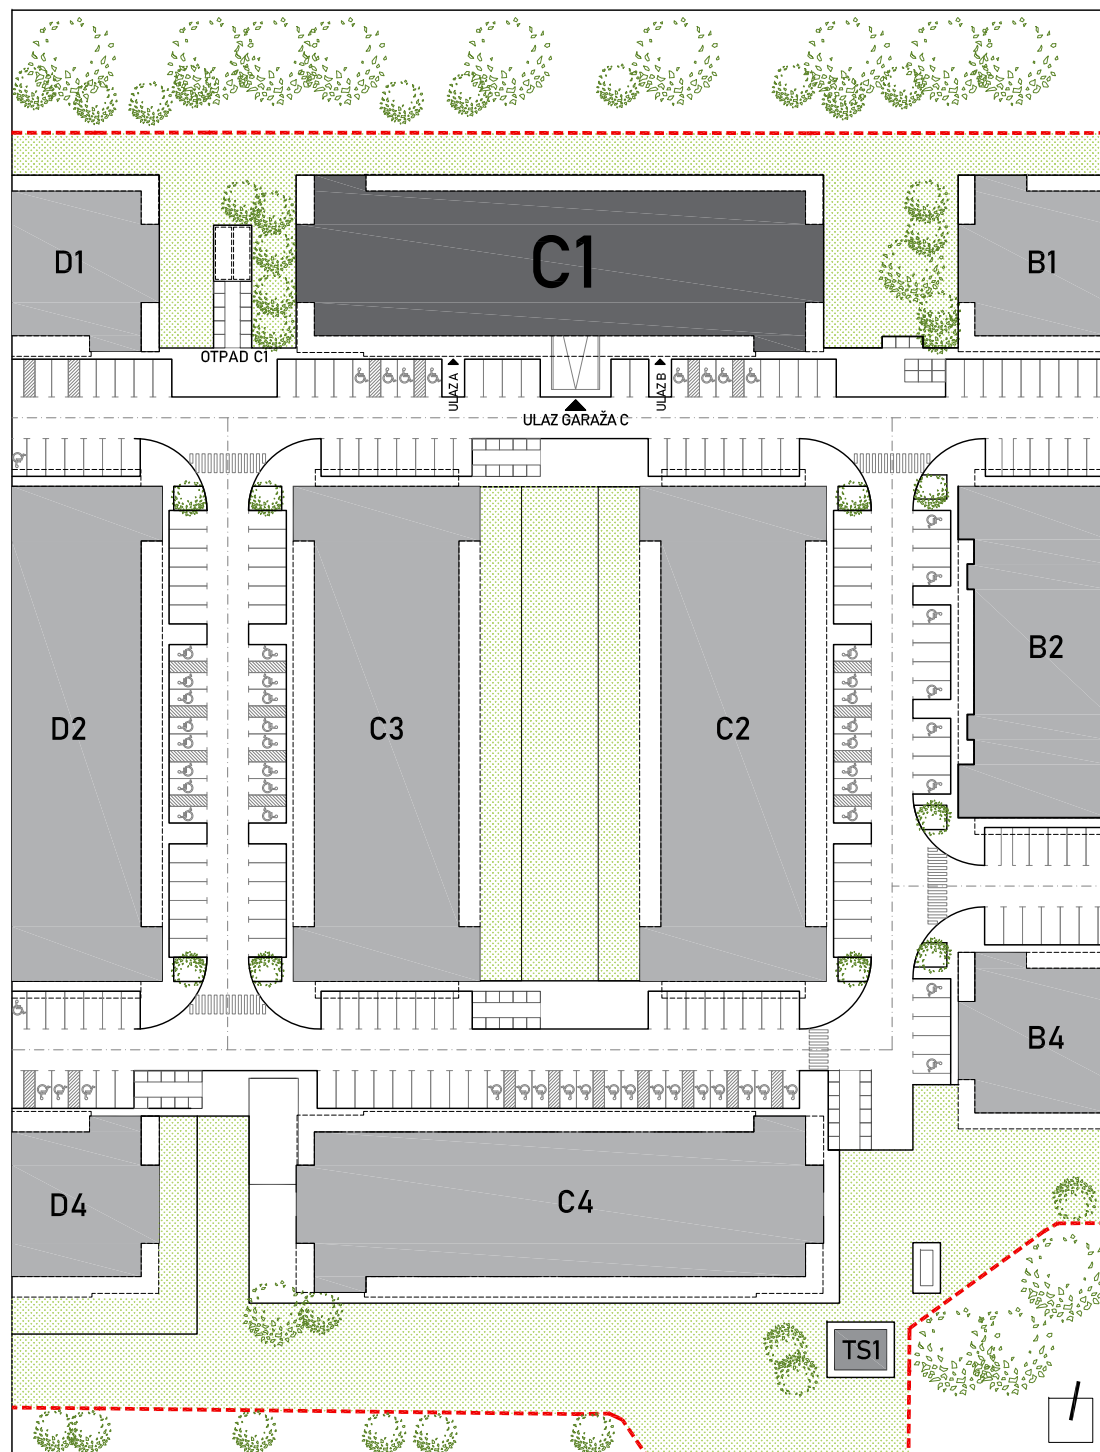 D1
C1
B1
OTPAD C1
ULAZ A
ULAZ B
ULAZ GARAŽA C
D2
C3
C2
B2
B4
D4
C4
TS1